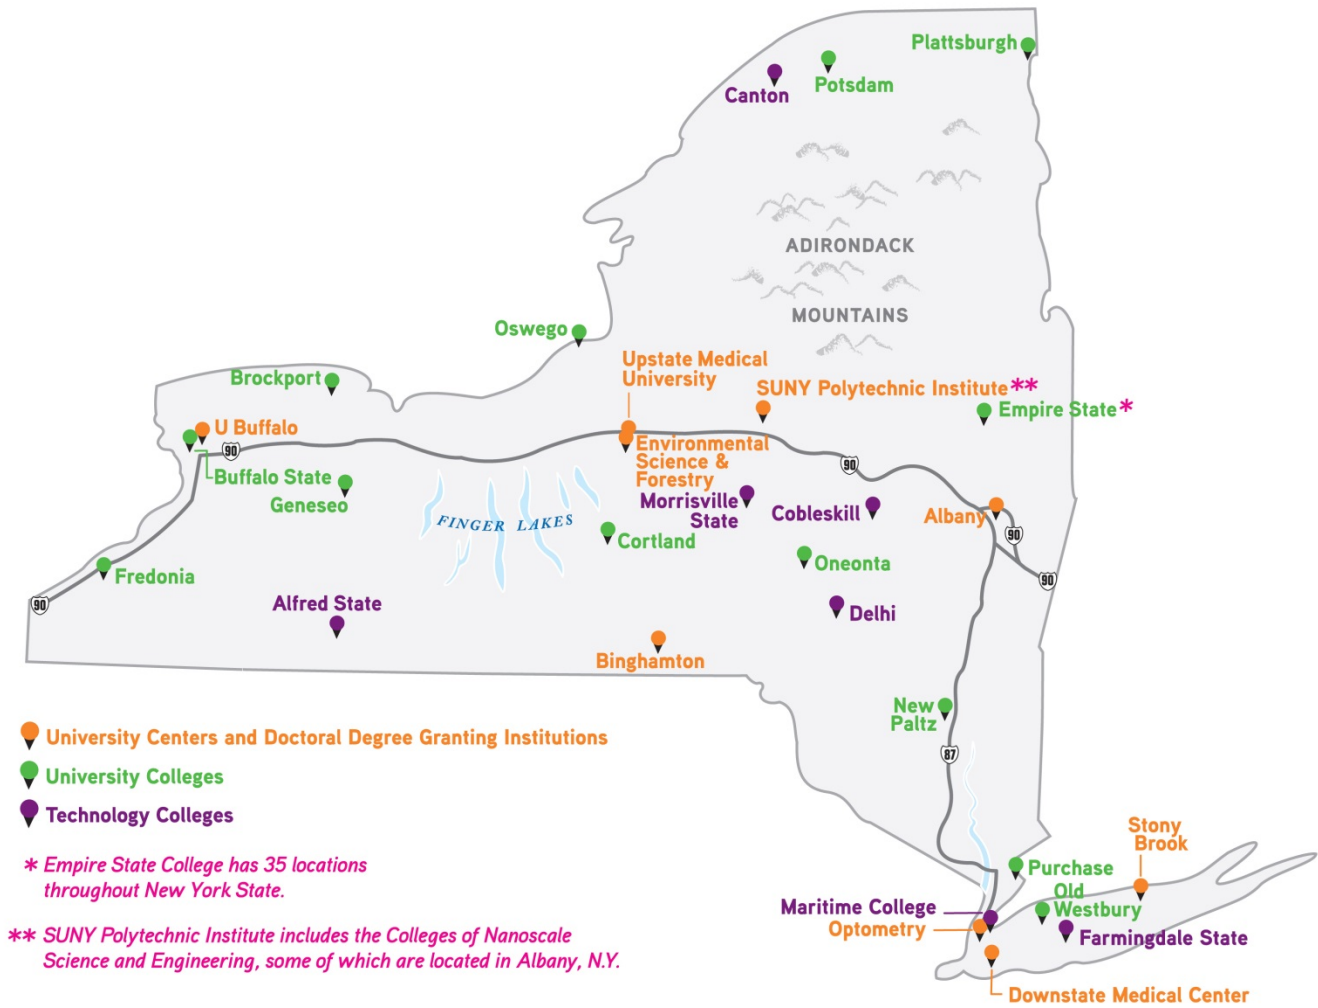 Plattsburgh
Potsdam
Canton
ADIRONDACK
MOUNTAINS
Oswego
Upstate Medical
University
Brockport
SUNY Polytechnic Institute**
Empire State*
U Buffalo
90
Environmental
Science &
Forestry
90
Buffalo State
Geneseo
Morrisville
State
Cobleskill
Albany
FINGER LAKES
90
Cortland
Oneonta
Fredonia
90
90
Alfred State
Delhi
Binghamton
New
Paltz
University Centers and Doctoral Degree Granting Institutions
87
University Colleges
Technology Colleges
Stony
Brook
* Empire State College has 35 locations
throughout New York State.
Purchase
Old
Westbury
Maritime College
Optometry
Farmingdale State
** SUNY Polytechnic Institute includes the Colleges of Nanoscale
Science and Engineering, some of which are located in Albany, N.Y.
Downstate Medical Center